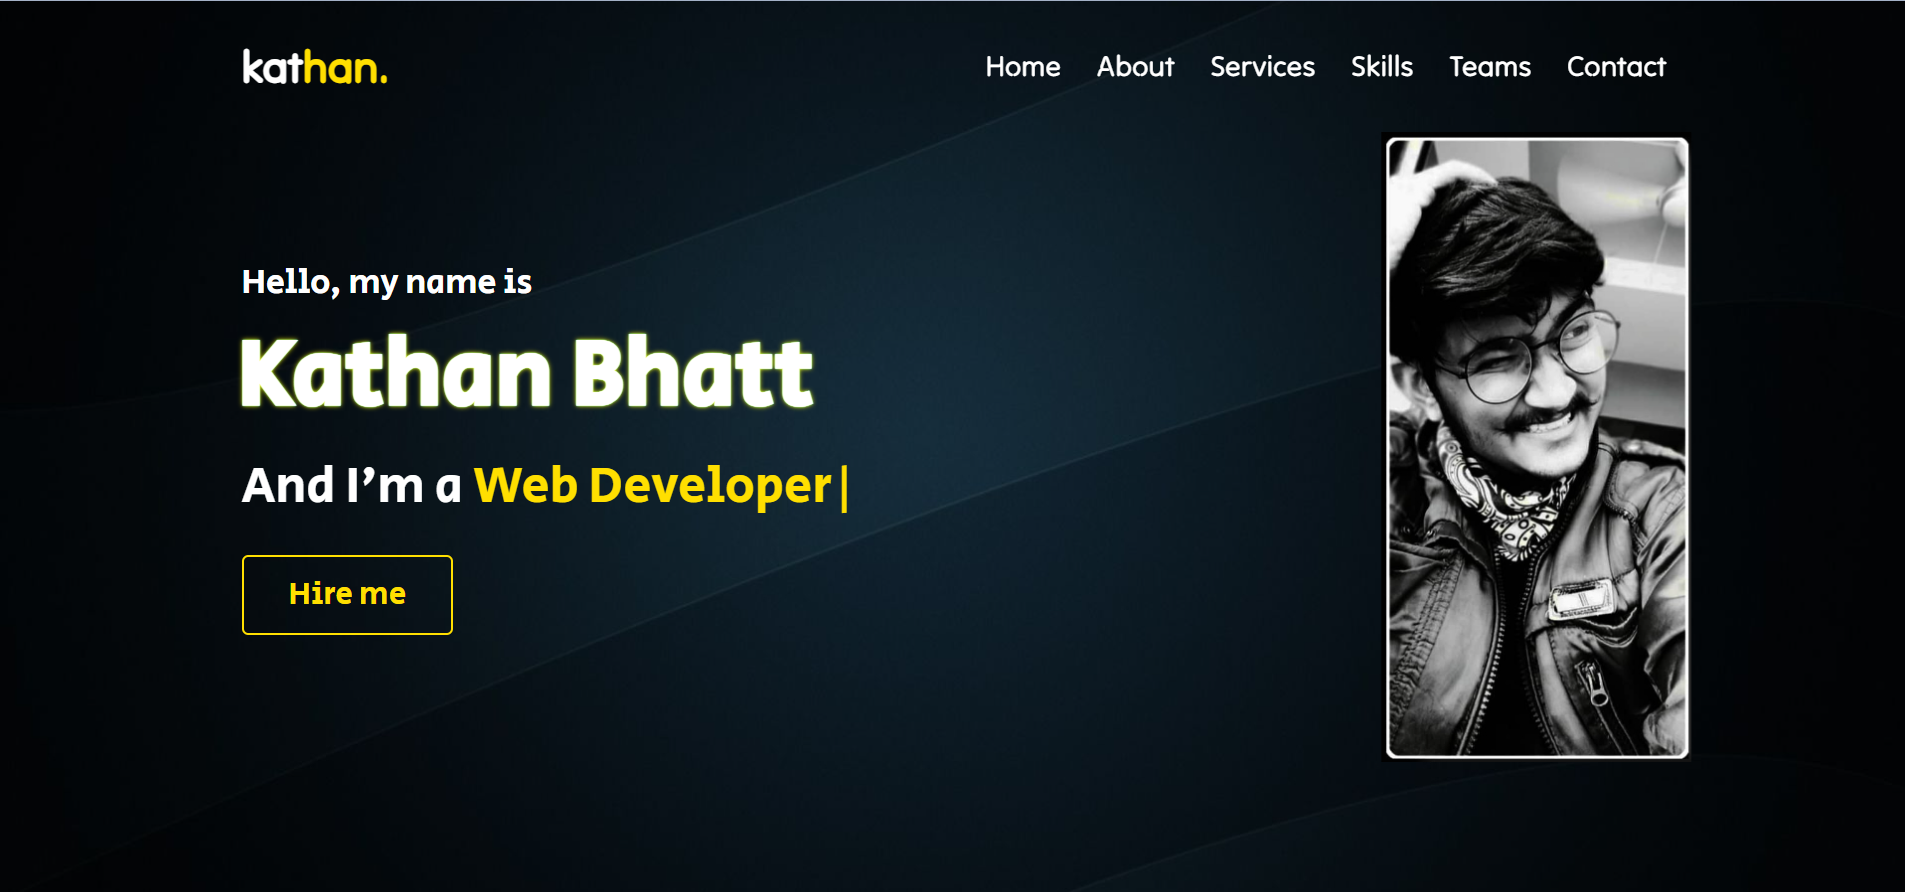 kathan.
Home About Services Skills Teams Contact
Hello, my name is
Kathan Bhatt
And I’m a Web Developer|
Hire me